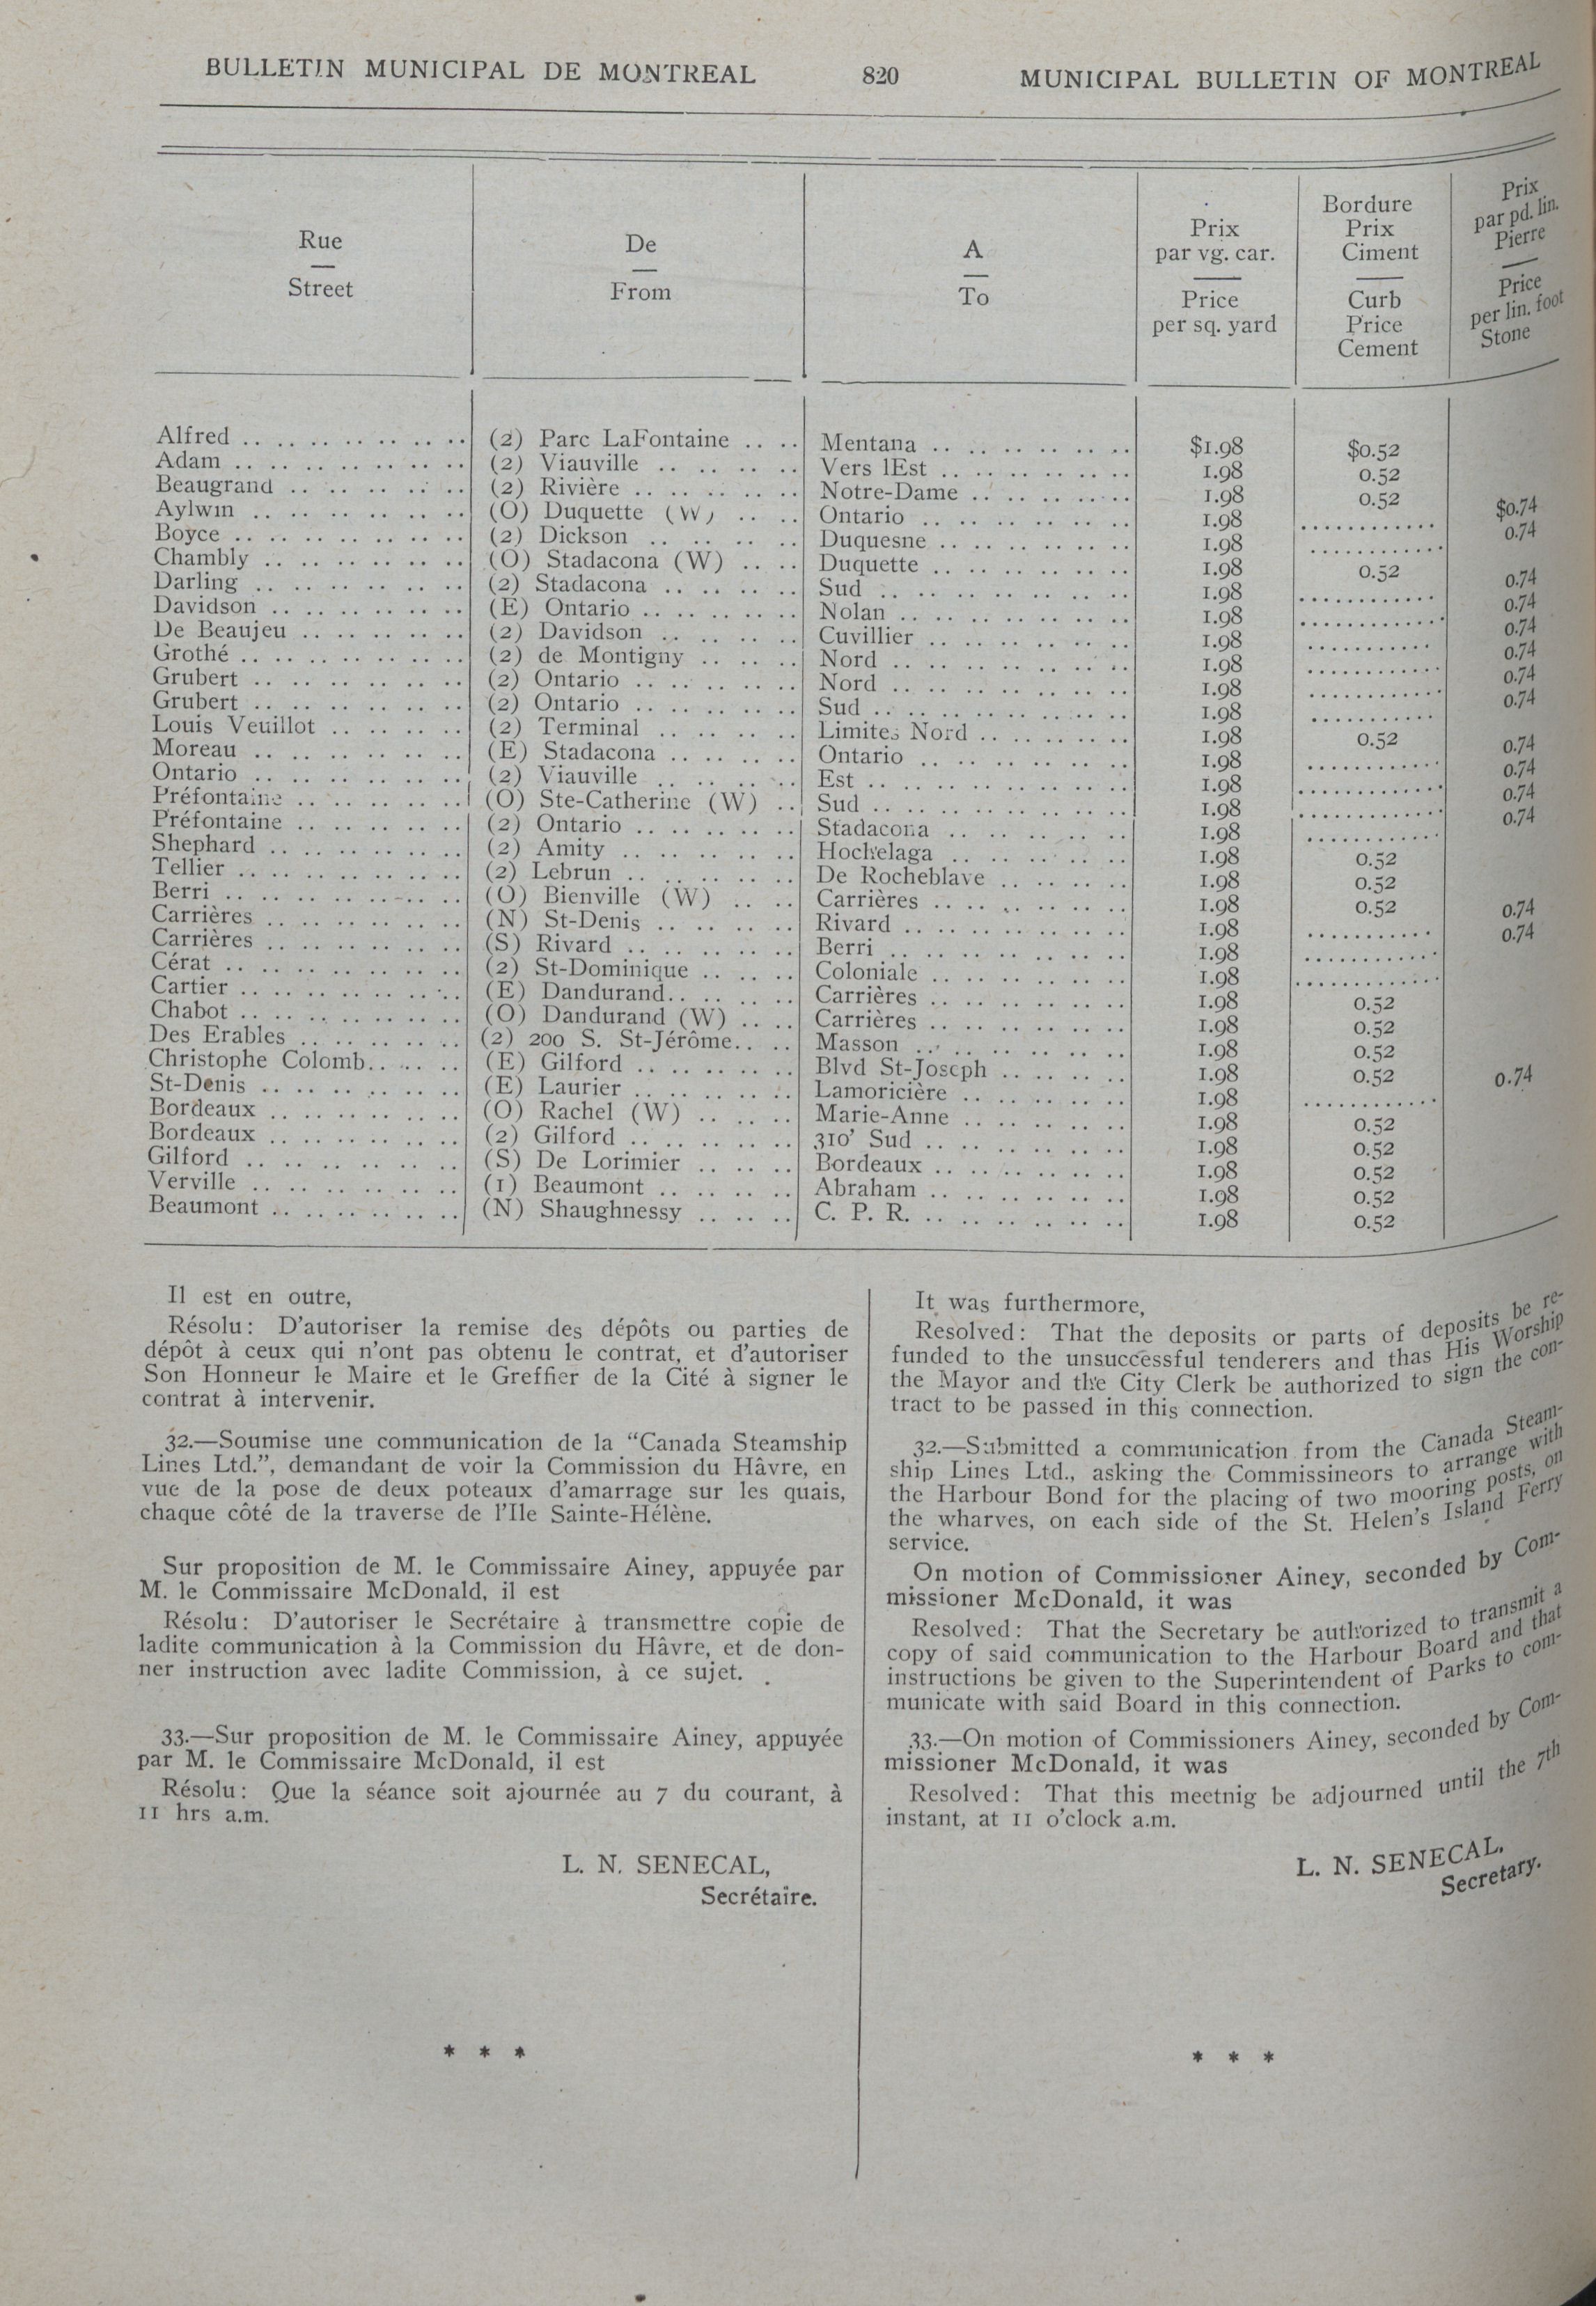 BULLETIN MUNICIPAL DE MONTREAL 820 MUNICIPAL BULLETIN OF MONTREAL
Rue
Street
De
From
A
To
Prix
par vg. car.
Price
per sq. yard
Bordure
Prix
Ciment
Curb
Price
Cement
Prix
par pd. lin.
Pierre
Price
per lin. foot
Stone
Alfred .. .. .. .. .. .. .. (2) Parc LaFontaine .. .. Mentana .. .. .. .. .. .. $1.98 $0.52
Adam .. .. .. .. .. .. .. (2) Viauville .. .. .. .. Vers lEst .. .. .. .. .. .. 1.98 0.52
Beaugrand .. .. .. .. .. (2) Rivière .. .. .. .. .. Notre-Dame .. .. .. .. .. 1.98 0.52
Aylwin .. .. .. .. .. .. (O) Duquette (W) .. .. Ontario .. .. .. .. .. .. 1.98 ............ $0.74
Boyce .. .. .. .. .. .. .. (2) Dickson .. .. .. .. Duquesne .. .. .. .. .. .. 1.98 ............ 0.74
Chambly .. .. .. .. .. .. (O) Stadacona (W) .. .. Duquette .. .. .. .. .. .. 1.98 0.52
Darling .. .. .. .. .. .. (2) Stadacona .. .. .. .. Sud .. .. .. .. .. .. .. 1.98 ............ 0.74
Davidson .. .. .. .. .. .. (E) Ontario .. .. .. .. .. Nolan .. .. .. .. .. .. .. 1.98 ............ 0.74
De Beaujeu .. .. .. .. .. (2) Davidson .. .. .. .. Cuvillier .. .. .. .. .. .. 1.98 ........... 0.74
Grothé .. .. .. .. .. .. .. (2) de Montigny .. .. .. Nord .. .. .. .. .. .. .. 1.98 ............ 0.74
Grubert .. .. .. .. .. .. (2) Ontario .. .. .. .. .. Nord .. .. .. .. .. .. .. 1.98 ............ 0.74
Grubert .. .. .. .. .. .. (2) Ontario .. .. .. .. .. Sud .. .. .. .. .. .. .. .. 1.98 ........... 0.74
Louis Veuillot .. .. .. .. (2) Terminal .. .. .. .. Limites Nord .. .. .. .. .. 1.98 0.52
Moreau .. .. .. .. .. .. (E) Stadacona .. .. .. .. Ontario .. .. .. .. .. .. 1.98 ............ 0.74
Ontario .. .. .. .. .. .. (2) Viauville .. .. .. .. Est .. .. .. .. .. .. .. .. 1.98 ............ 0.74
Préfontaine .. .. .. .. .. (O) Ste-Catherine (W) .. Sud .. .. .. .. .. .. .. .. 1.98 ............ 0.74
Préfontaine .. .. .. .. .. (2) Ontario .. .. .. .. .. Stadacona .. .. .. .. .. .. 1.98 ............ 0.74
Shephard .. .. .. .. .. .. (2) Amity .. .. .. .. .. Hochelaga .. .. .. .. .. .. 1.98 0.52
Tellier .. .. .. .. .. .. .. (2) Lebrun .. .. .. .. .. De Rocheblave .. .. .. .. 1.98 0.52
Berri .. .. .. .. .. .. .. (O) Bienville (W) .. .. Carrières .. .. .. .. .. .. 1.98 0.52
Carrières .. .. .. .. .. .. (N) St-Denis .. .. .. .. Rivard .. .. .. .. .. .. .. 1.98 ........... 0.74
Carrières .. .. .. .. .. .. (S) Rivard .. .. .. .. .. Berri .. .. .. .. .. .. .. 1.98 ............ 0.74
Cérat .. .. .. .. .. .. .. (2) St-Dominique .. .. .. Coloniale .. .. .. .. .. .. 1.98 ............
Cartier .. .. .. .. .. .. .. (E) Dandurand.. .. .. .. Carrières .. .. .. .. .. .. 1.98 0.52
Chabot .. .. .. .. .. .. .. (O) Dandurand (W) .. .. Carrières .. .. .. .. .. .. 1.98 0.52
Des Erables .. .. .. .. .. (2) 200 S. St-Jérôme.. .. Masson .. .. .. .. .. .. 1.98 0.52
Christophe Colomb.. .. .. (E) Gilford .. .. .. .. .. Blvd St-Joseph .. .. .. .. 1.98 0.52
St-Denis .. .. .. .. .. .. (E) Laurier .. .. .. .. .. Lamoricière .. .. .. .. .. 1.98 ............ 0.74
Bordeaux .. .. .. .. .. .. (O) Rachel (W) .. .. .. Marie-Anne .. .. .. .. .. 1.98 0.52
Bordeaux .. .. .. .. .. .. (2) Gilford .. .. .. .. .. 310' Sud .. .. .. .. .. .. 1.98 0.52
Gilford .. .. .. .. .. .. (S) De Lorimier .. .. .. Bordeaux .. .. .. .. .. .. 1.98 0.52
Verville .. .. .. .. .. .. (1) Beaumont .. .. .. .. Abraham .. .. .. .. .. .. 1.98 0.52
Beaumont .. .. .. .. .. .. (N) Shaughnessy .. .. .. C. P. R. .. .. .. .. .. .. 1.98 0.52
Il est en outre,
Résolu: D'autoriser la remise des dépôts ou parties de
dépôt à ceux qui n'ont pas obtenu le contrat, et d'autoriser
Son Honneur le Maire et le Greffier de la Cité à signer le
contrat à intervenir.
32.—Soumise une communication de la “Canada Steamship
Lines Ltd.”, demandant de voir la Commission du Hâvre, en
vue de la pose de deux poteaux d'amarrage sur les quais,
chaque côté de la traverse de l'Ile Sainte-Hélène.
Sur proposition de M. le Commissaire Ainey, appuyée par
M. le Commissaire McDonald, il est
Résolu: D'autoriser le Secrétaire à transmettre copie de
ladite communication à la Commission du Hâvre, et de don-
ner instruction avec ladite Commission, à ce sujet.
33.—Sur proposition de M. le Commissaire Ainey, appuyée
par M. le Commissaire McDonald, il est
Résolu: Que la séance soit ajournée au 7 du courant, à
11 hrs a.m.
L. N. SENECAL,
Secrétaire.
* * *
It was furthermore,
Resolved: That the deposits or parts of deposits be re-
funded to the unsuccessful tenderers and thas His Worship
the Mayor and the City Clerk be authorized to sign the con-
tract to be passed in this connection.
32.—Submitted a communication from the Canada Steam-
ship Lines Ltd., asking the Commissineors to arrange with
the Harbour Bond for the placing of two mooring posts, on
the wharves, on each side of the St. Helen's Island Ferry
service.
On motion of Commissioner Ainey, seconded by Com-
missioner McDonald, it was
Resolved: That the Secretary be authorized to transmit a
copy of said communication to the Harbour Board and that
instructions be given to the Superintendent of Parks to com-
municate with said Board in this connection.
33.—On motion of Commissioners Ainey, seconded by Com-
missioner McDonald, it was
Resolved: That this meetnig be adjourned until the 7th
instant, at 11 o'clock a.m.
L. N. SENECAL,
Secretary.
* * *